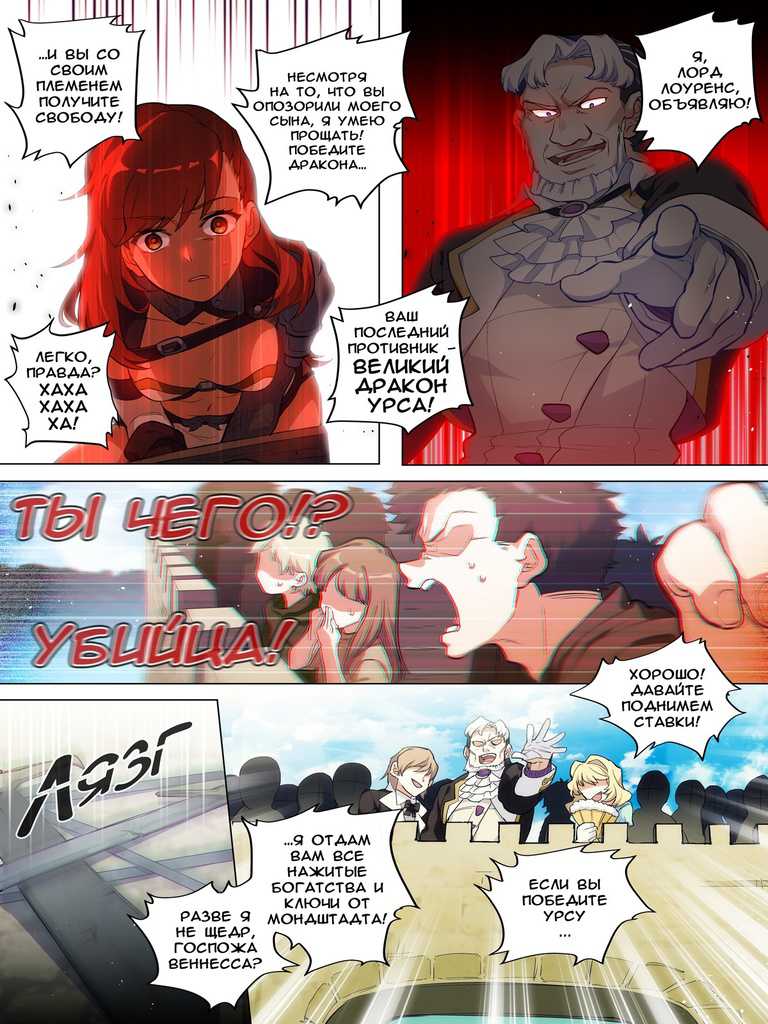 Я,
ЛОРД
ЛОУРЕНС,
ОБЪЯВЛЯЮ!
ВАШ
ПОСЛЕДНИЙ
ПРОТИВНИК -
ВЕЛИКИЙ
ДРАКОН
УРСА!
НЕСМОТРЯ
НА ТО, ЧТО ВЫ
ОПОЗОРИЛИ МОЕГО
СЫНА, Я УМЕЮ
ПРОЩАТЬ!
ПОБЕДИТЕ
ДРАКОНА...
...И ВЫ СО
СВОИМ
ПЛЕМЕНЕМ
ПОЛУЧИТЕ
СВОБОДУ!
ЛЕГКО,
ПРАВДА?
ХАХА
ХАХА
ХА!
ТЫ ЧЕГО!?
УБИЙЦА!
ХОРОШО!
ДАВАЙТЕ
ПОДНИМЕМ
СТАВКИ!
ЕСЛИ ВЫ
ПОБЕДИТЕ
УРСУ
...
...Я ОТДАМ
ВАМ ВСЕ
НАЖИТЫЕ
БОГАТСТВА И
КЛЮЧИ ОТ
МОНДШТАДТА!
РАЗВЕ Я
НЕ ЩЕДР,
ГОСПОЖА
ВЕННЕССА?
ЛЯЗГ